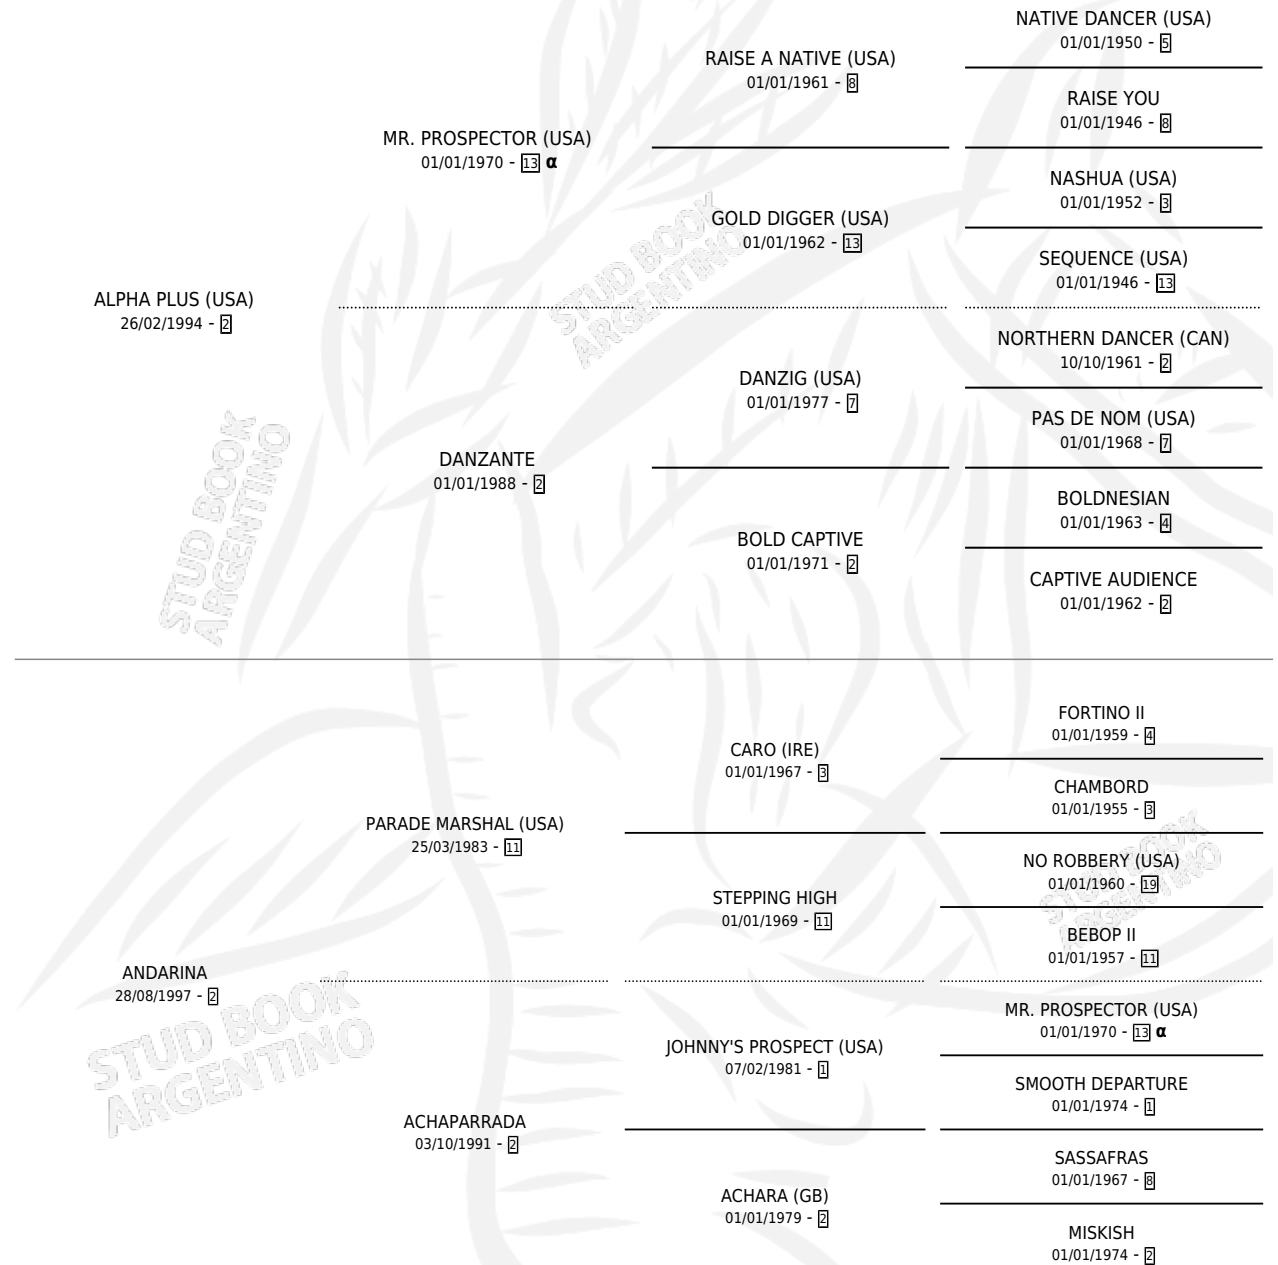 NATIVE DANCER (USA)
01/01/1950 - 5
RAISE A NATIVE (USA)
01/01/1961 - 8
RAISE YOU
01/01/1946 - 8
MR. PROSPECTOR (USA)
01/01/1970 - 13 α
NASHUA (USA)
01/01/1952 - 3
GOLD DIGGER (USA)
01/01/1962 - 13
SEQUENCE (USA)
01/01/1946 - 13
ALPHA PLUS (USA)
26/02/1994 - 2
NORTHERN DANCER (CAN)
10/10/1961 - 2
DANZIG (USA)
01/01/1977 - 7
PAS DE NOM (USA)
01/01/1968 - 7
DANZANTE
01/01/1988 - 2
BOLDNESIAN
01/01/1963 - 4
BOLD CAPTIVE
01/01/1971 - 2
CAPTIVE AUDIENCE
01/01/1962 - 2
FORTINO II
01/01/1959 - 4
CARO (IRE)
01/01/1967 - 3
CHAMBORD
01/01/1955 - 3
PARADE MARSHAL (USA)
25/03/1983 - 11
NO ROBBERY (USA)
01/01/1960 - 19
STEPPING HIGH
01/01/1969 - 11
BEBOP II
01/01/1957 - 11
ANDARINA
28/08/1997 - 2
MR. PROSPECTOR (USA)
01/01/1970 - 13 α
JOHNNY'S PROSPECT (USA)
07/02/1981 - 1
SMOOTH DEPARTURE
01/01/1974 - 1
ACHAPARRADA
03/10/1991 - 2
SASSAFRAS
01/01/1967 - 8
ACHARA (GB)
01/01/1979 - 2
MISKISH
01/01/1974 - 2
STUD BOOK
ARGENTINO
STUD BOOK
ARGENTINO
STUD BOOK
ARGENTINO
STUD BOOK
ARGENTINO